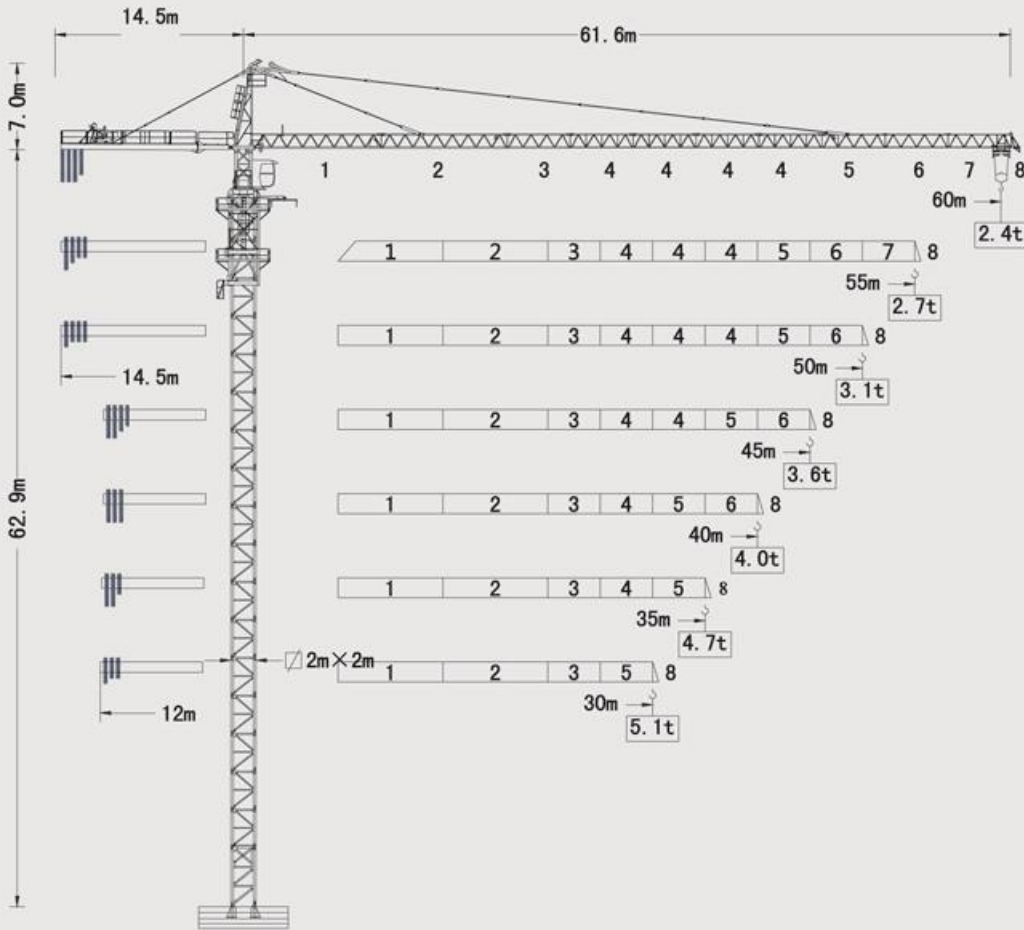 14.5m
61.6m
7.0m
1 2 3 4 4 4 5 6 7 8
60m
2.4t
1 2 3 4 4 4 5 6 7 8
55m
2.7t
1 2 3 4 4 4 5 6 8
14.5m
50m
3.1t
1 2 3 4 4 5 6 8
45m
3.6t
62.9m
1 2 3 4 5 6 8
40m
4.0t
1 2 3 4 5 8
35m
4.7t
2m×2m
1 2 3 5 8
12m
30m
5.1t